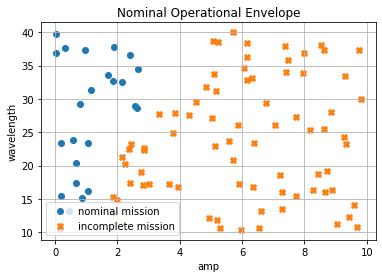 Nominal Operational Envelope
40
35
30
25
20
15
10
wavelength
nominal mission
incomplete mission
0 2 4 6 8 10
amp